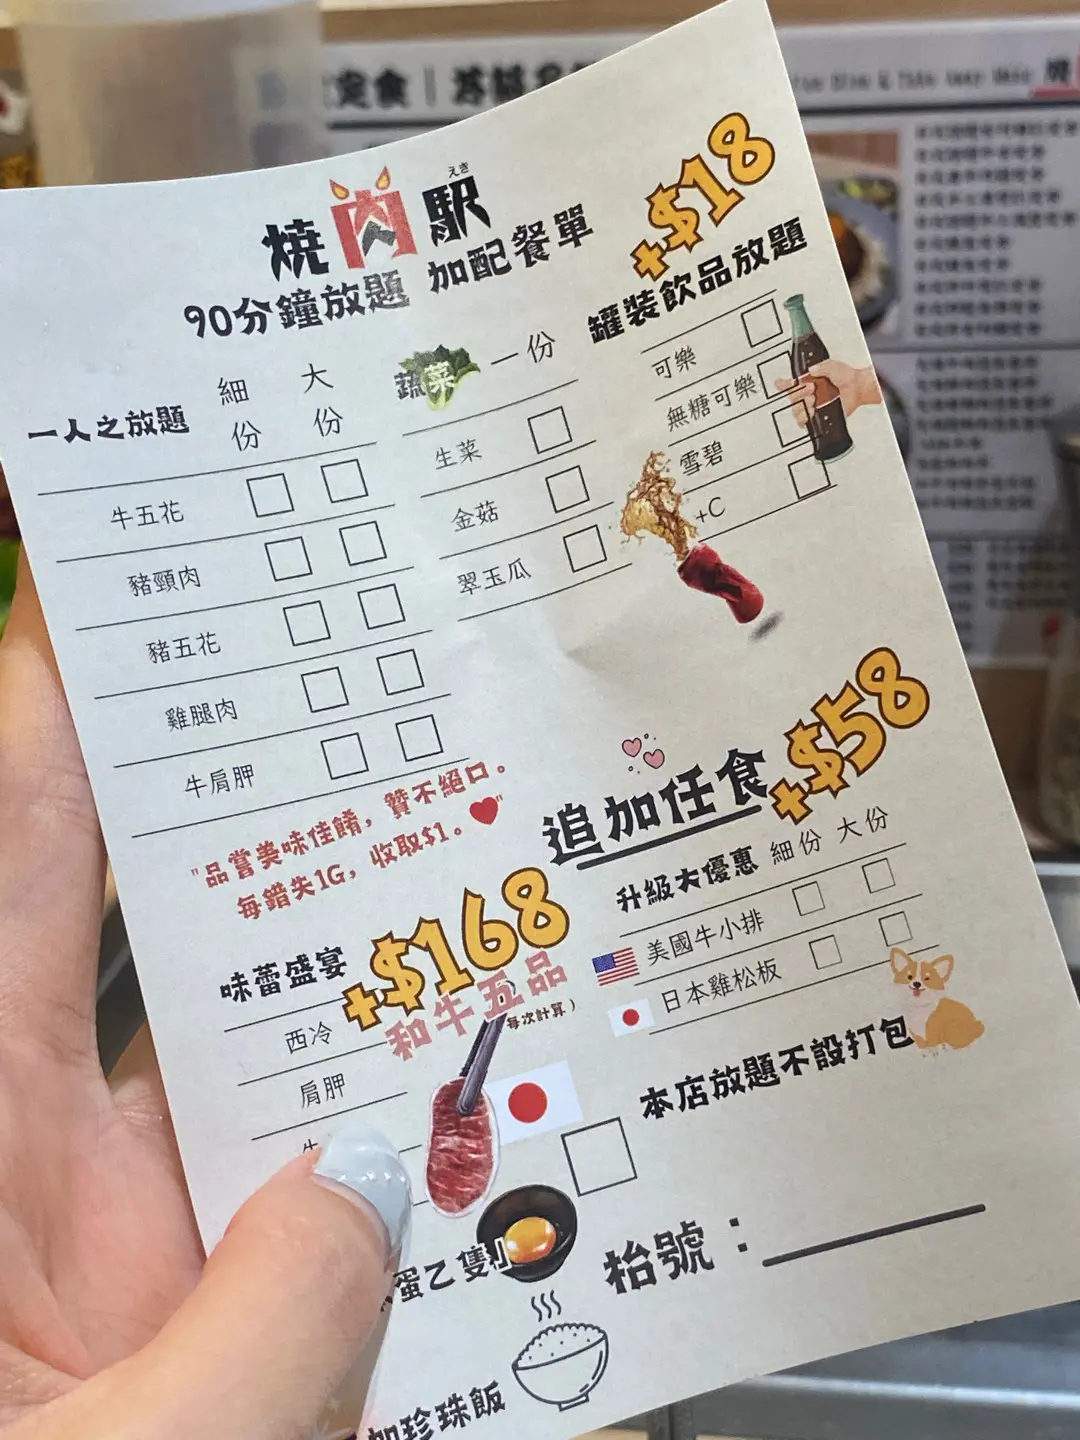 定食
燒肉駅
えき
90分鐘放題 加配餐單
+$18
罐裝飲品放題
可樂
無糖可樂
雪碧
+C
一人之放題 細份 大份
牛五花
豬頸肉
豬五花
雞腿肉
牛肩胛
蔬菜 一份
生菜
金菇
翠玉瓜
"品嘗美味佳餚，贊不絕口。
每錯失1G，收取$1。"
追加任食
+$58
升級大優惠 細份 大份
美國牛小排
日本雞松板
味蕾盛宴
+$168
和牛五品
每次計算）
西冷
肩胛
本店放題不設打包
蛋乙隻」
枱號：
加珍珠飯